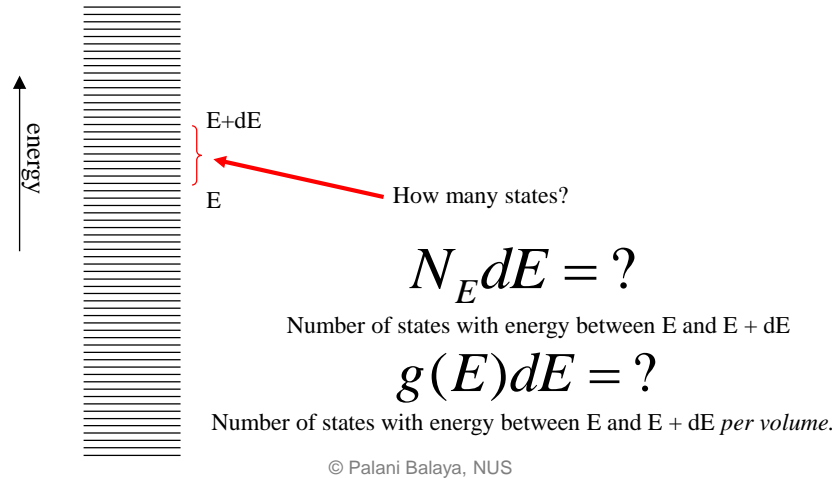 E+dE
energy
E
How many states?
N_E dE = ?
Number of states with energy between E and E + dE
g(E)dE = ?
Number of states with energy between E and E + dE per volume.
© Palani Balaya, NUS